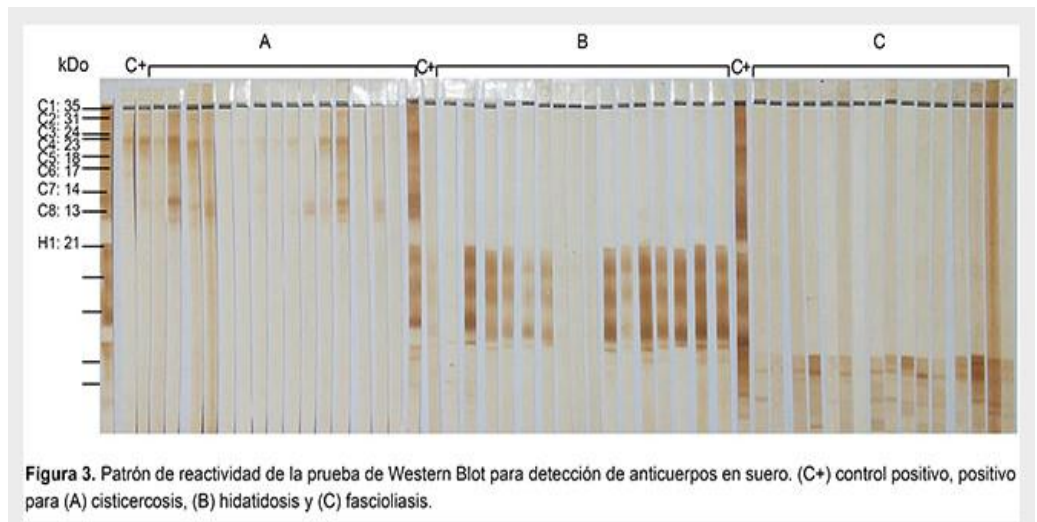 A B C
kDo C+ C+ C+
C1: 35
C2: 31
C3: 24
C4: 23
C5: 18
C6: 17
C7: 14
C8: 13
H1: 21
Figura 3. Patrón de reactividad de la prueba de Western Blot para detección de anticuerpos en suero. (C+) control positivo, positivo
para (A) cisticercosis, (B) hidatidosis y (C) fascioliasis.